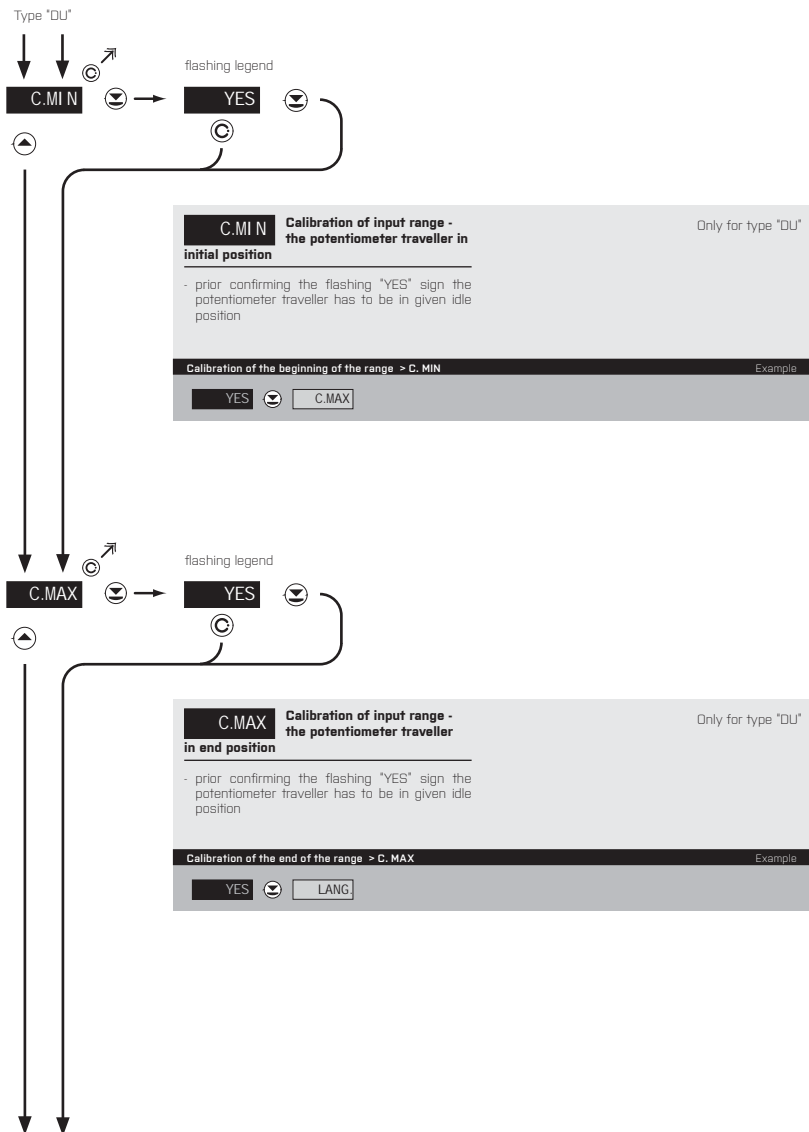 Type "DU"
flashing legend
C.MIN
YES
C.MIN
Calibration of input range -
the potentiometer traveller in
initial position
Only for type "DU"
- prior confirming the flashing "YES" sign the
potentiometer traveller has to be in given idle
position
Calibration of the beginning of the range > C. MIN
Example
YES
C.MAX
flashing legend
C.MAX
YES
C.MAX
Calibration of input range -
the potentiometer traveller
in end position
Only for type "DU"
- prior confirming the flashing "YES" sign the
potentiometer traveller has to be in given idle
position
Calibration of the end of the range > C. MAX
Example
YES
LANG.